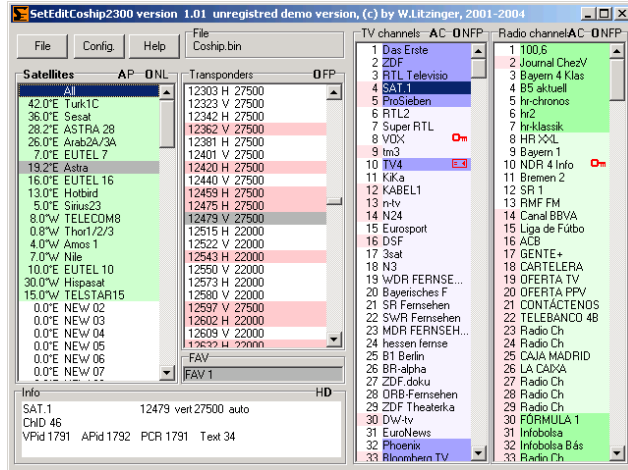 SetEditCoship2300 version 1.01 unregistred demo version, (c) by W.Litzinger, 2001-2004
File
Config.
Help
File
Coship.bin
Satellites AP ONL
All
42.0°E Turk1C
36.0°E Sesat
28.2°E ASTRA 28
26.0°E Arab2A/3A
7.0°E EUTEL 7
19.2°E Astra
16.0°E EUTEL 16
13.0°E Hotbird
5.0°E Sirius23
8.0°W TELECOM8
0.8°W Thor1/2/3
4.0°W Amos 1
7.0°W Nile
10.0°E EUTEL 10
30.0°W Hispasat
15.0°W TELSTAR15
0.0°E NEW 02
0.0°E NEW 03
0.0°E NEW 04
0.0°E NEW 05
0.0°E NEW 06
0.0°E NEW 07
Transponders OFP
12303 H 27500
12323 V 27500
12342 H 27500
12362 V 27500
12381 H 27500
12401 V 27500
12420 H 27500
12440 V 27500
12459 H 27500
12475 H 27500
12479 V 27500
12515 H 22000
12522 V 22000
12543 H 22000
12550 V 22000
12573 H 22000
12580 V 22000
12597 V 27500
12602 H 22000
12609 V 22000
12632 H 22000
FAV
FAV 1
Info HD
SAT.1 12479 vert 27500 auto
ChID 46
VPid 1791 APid 1792 PCR 1791 Text 34
TV channels AC ONFP
1 Das Erste
2 ZDF
3 RTL Televisio
4 SAT.1
5 ProSieben
6 RTL2
7 Super RTL
8 VOX
9 tm3
10 TV4
11 KiKa
12 KABEL1
13 n-tv
14 N24
15 Eurosport
16 DSF
17 3sat
18 N3
19 WDR FERNSE...
20 Bayerisches F
21 SR Fernsehen
22 SWR Fernsehen
23 MDR FERNSEH...
24 hessen fernse
25 B1 Berlin
26 BR-alpha
27 ZDF.doku
28 ORB-Fernsehen
29 ZDF Theaterka
30 DW-tv
31 EuroNews
32 Phoenix
33 Bloomberg TV
Radio channels AC ONFP
1 100,6
2 Journal ChezV
3 Bayern 4 Klas
4 B5 aktuell
5 hr-chronos
6 hr2
7 hr-klassik
8 HR XXL
9 Bayern 1
10 NDR 4 Info
11 Bremen 2
12 SR 1
13 RMF FM
14 Canal BBVA
15 Liga de Fútbo
16 ACB
17 GENTE+
18 CARTELERA
19 OFERTA TV
20 OFERTA PPV
21 CONTÁCTENOS
22 TELEBANCO 4B
23 Radio Ch
24 Radio Ch
25 CAJA MADRID
26 LA CAIXA
27 Radio Ch
28 Radio Ch
29 Radio Ch
30 FÓRMULA 1
31 Infobolsa
32 Infobolsa Bás
33 Radio Ch